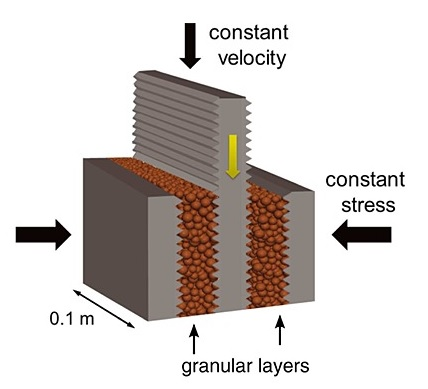 constant
velocity
constant
stress
0.1 m
granular layers